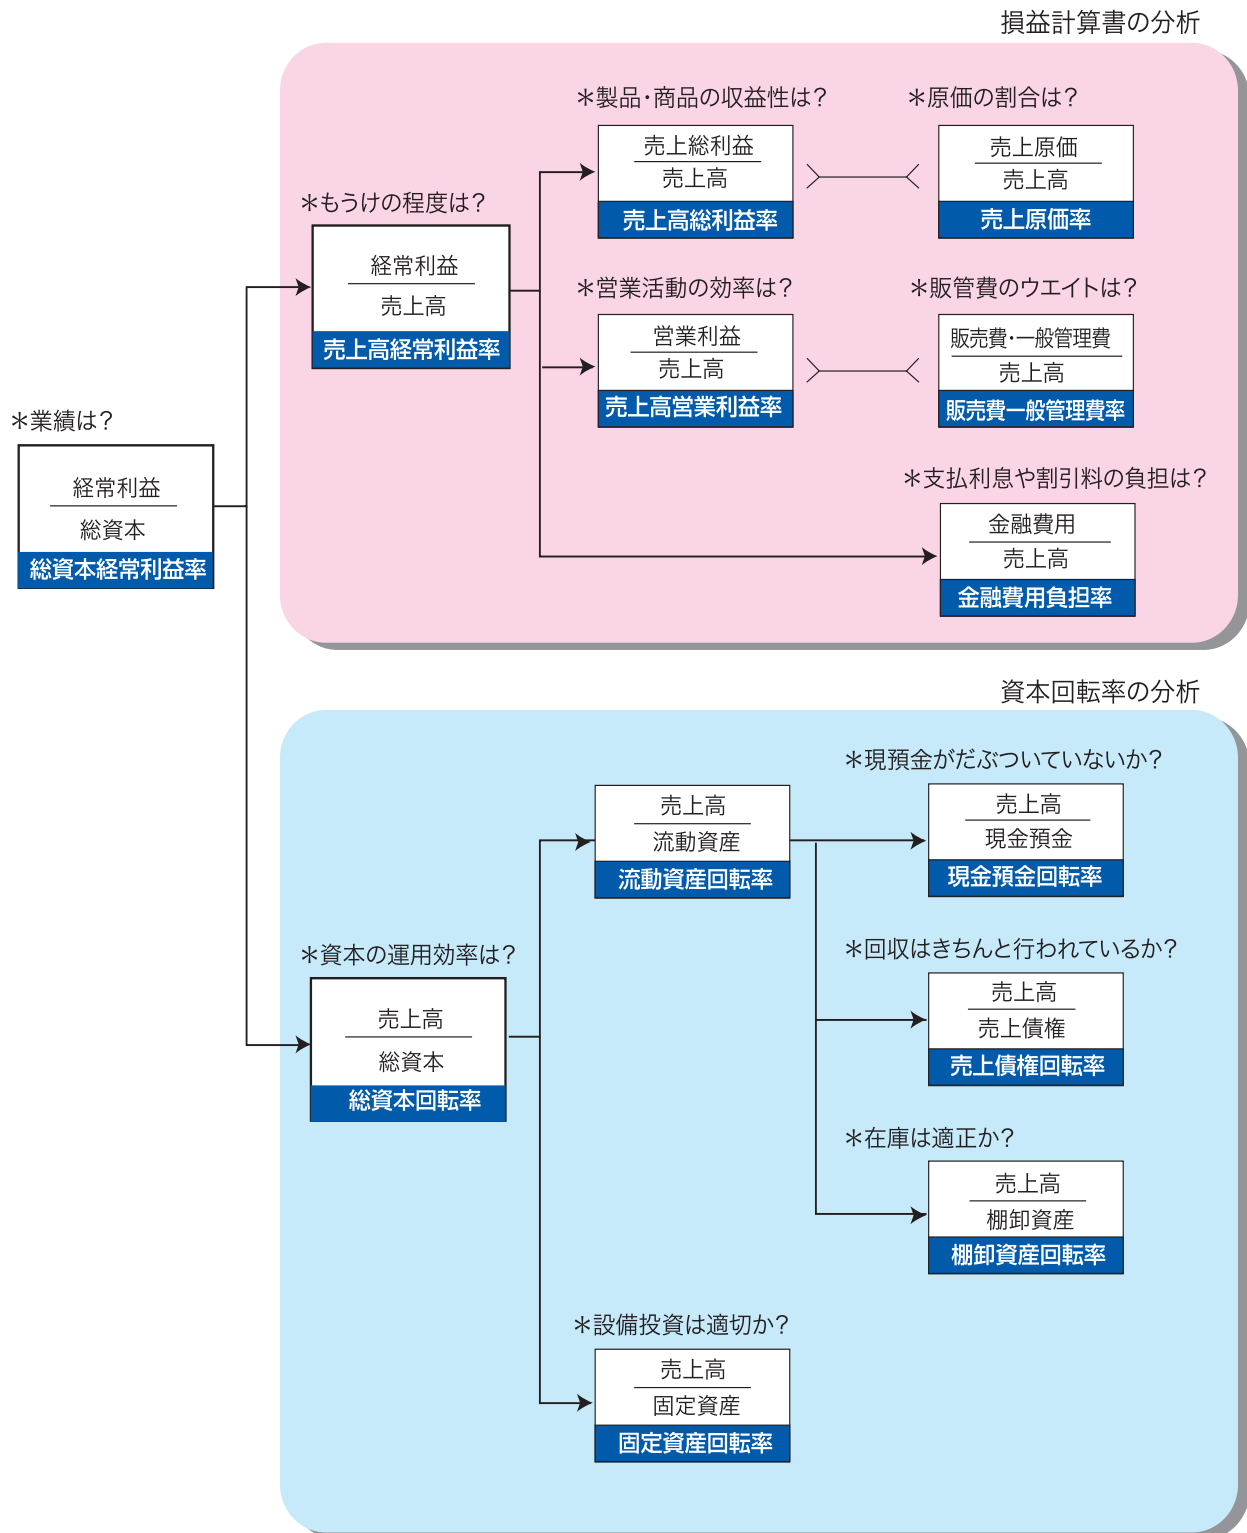 損益計算書の分析
＊製品・商品の収益性は？
売上総利益
売上高
売上高総利益率
＊原価の割合は？
売上原価
売上高
売上原価率
＊もうけの程度は？
経常利益
売上高
売上高経常利益率
＊営業活動の効率は？
営業利益
売上高
売上高営業利益率
＊販管費のウエイトは？
販売費・一般管理費
売上高
販売費一般管理費率
＊業績は？
経常利益
総資本
総資本経常利益率
＊支払利息や割引料の負担は？
金融費用
売上高
金融費用負担率
資本回転率の分析
売上高
流動資産
流動資産回転率
＊現預金がだぶついていないか？
売上高
現金預金
現金預金回転率
＊資本の運用効率は？
売上高
総資本
総資本回転率
＊回収はきちんと行われているか？
売上高
売上債権
売上債権回転率
＊在庫は適正か？
売上高
棚卸資産
棚卸資産回転率
＊設備投資は適切か？
売上高
固定資産
固定資産回転率